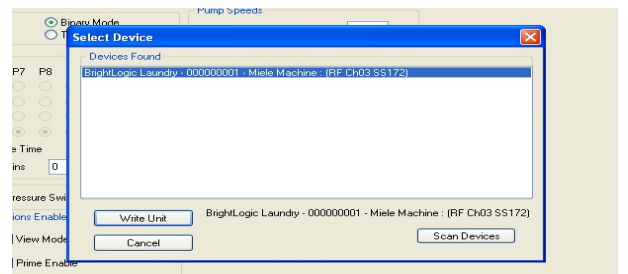 Pump Speeds
Binary Mode
Select Device
Devices Found
P7 P8
BrightLogic Laundry - 000000001 - Miele Machine : (RF Ch03 SS172)
e Time
ins 0
ressure Swi
ions Enable
Write Unit
BrightLogic Laundry - 000000001 - Miele Machine : (RF Ch03 SS172)
View Mode
Cancel
Scan Devices
Prime Enable